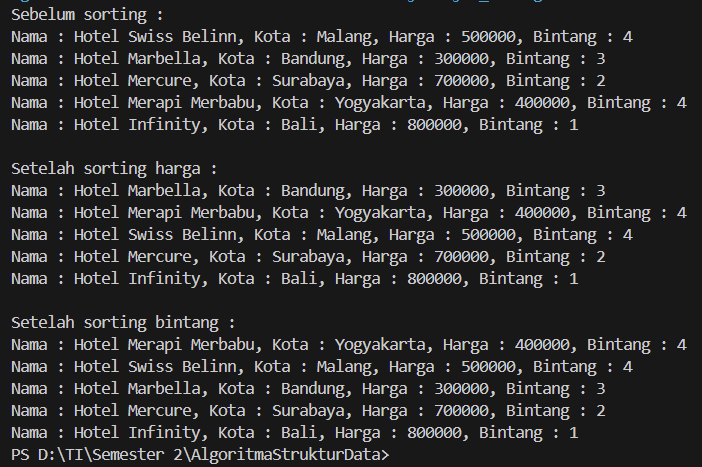 Sebelum sorting :
Nama : Hotel Swiss Belinn, Kota : Malang, Harga : 500000, Bintang : 4
Nama : Hotel Marbella, Kota : Bandung, Harga : 300000, Bintang : 3
Nama : Hotel Mercure, Kota : Surabaya, Harga : 700000, Bintang : 2
Nama : Hotel Merapi Merbabu, Kota : Yogyakarta, Harga : 400000, Bintang : 4
Nama : Hotel Infinity, Kota : Bali, Harga : 800000, Bintang : 1

Setelah sorting harga :
Nama : Hotel Marbella, Kota : Bandung, Harga : 300000, Bintang : 3
Nama : Hotel Merapi Merbabu, Kota : Yogyakarta, Harga : 400000, Bintang : 4
Nama : Hotel Swiss Belinn, Kota : Malang, Harga : 500000, Bintang : 4
Nama : Hotel Mercure, Kota : Surabaya, Harga : 700000, Bintang : 2
Nama : Hotel Infinity, Kota : Bali, Harga : 800000, Bintang : 1

Setelah sorting bintang :
Nama : Hotel Merapi Merbabu, Kota : Yogyakarta, Harga : 400000, Bintang : 4
Nama : Hotel Swiss Belinn, Kota : Malang, Harga : 500000, Bintang : 4
Nama : Hotel Marbella, Kota : Bandung, Harga : 300000, Bintang : 3
Nama : Hotel Mercure, Kota : Surabaya, Harga : 700000, Bintang : 2
Nama : Hotel Infinity, Kota : Bali, Harga : 800000, Bintang : 1
PS D:\TI\Semester 2\AlgoritmaStrukturData>